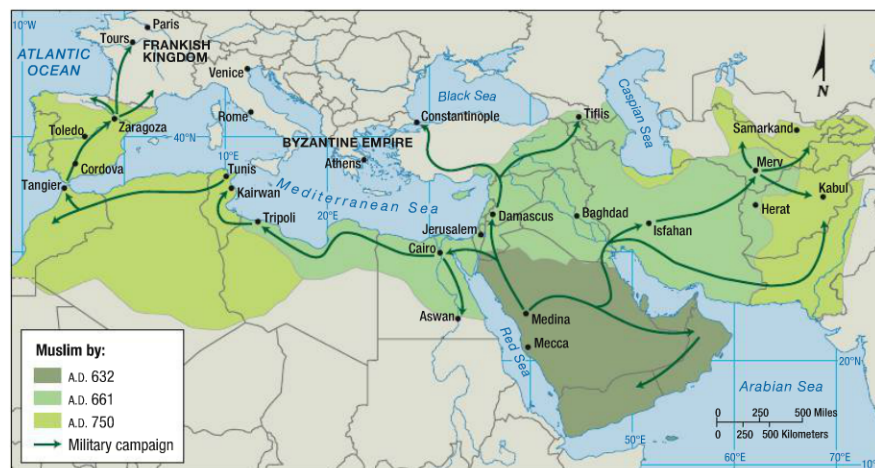 10°W
Paris
Tours
FRANKISH
KINGDOM
ATLANTIC
OCEAN
Venice
Black Sea
Caspian Sea
N
Zaragoza
Toledo
40°N
Rome
Constantinople
Tiflis
Samarkand
BYZANTINE EMPIRE
Athens
Cordova
10°E
Tunis
Merv
Tangier
Kairwan
Mediterranean Sea
Kabul
Damascus
Baghdad
Herat
Tripoli
20°E
Jerusalem
Isfahan
Cairo
Aswan
Medina
Red Sea
Mecca
20°N
Arabian Sea
Muslim by:
A.D. 632
A.D. 661
A.D. 750
Military campaign
0 250 500 Miles
0 250 500 Kilometers
50°E
60°E
70°E